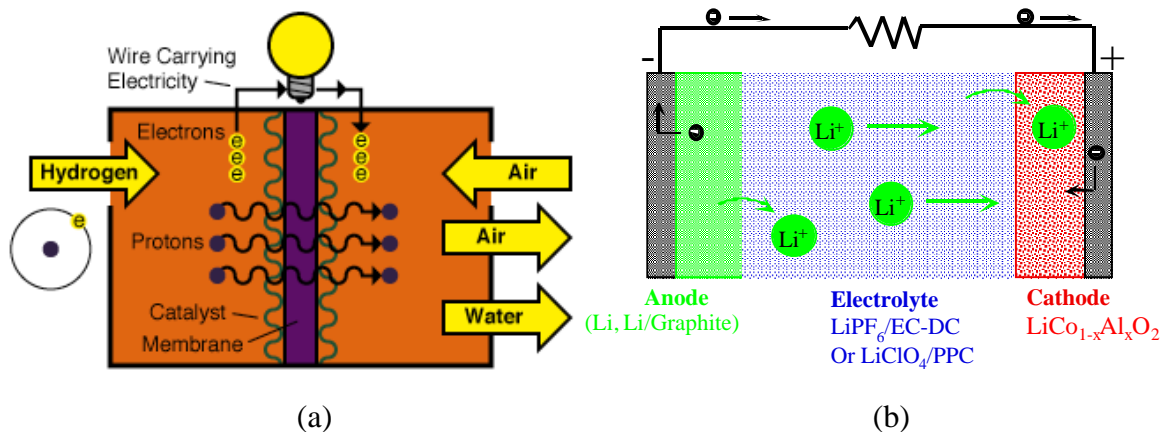 Wire Carrying
Electricity
Electrons
e
e
e
e
e
e
Hydrogen
Air
e
Protons
Air
Catalyst
Water
Membrane
(a)
-
+
Li⁺
Li⁺
Li⁺
Li⁺
Anode
(Li, Li/Graphite)
Electrolyte
LiPF₆/EC-DC
Or LiClO₄/PPC
Cathode
LiCo₁₋ₓAlₓO₂
(b)